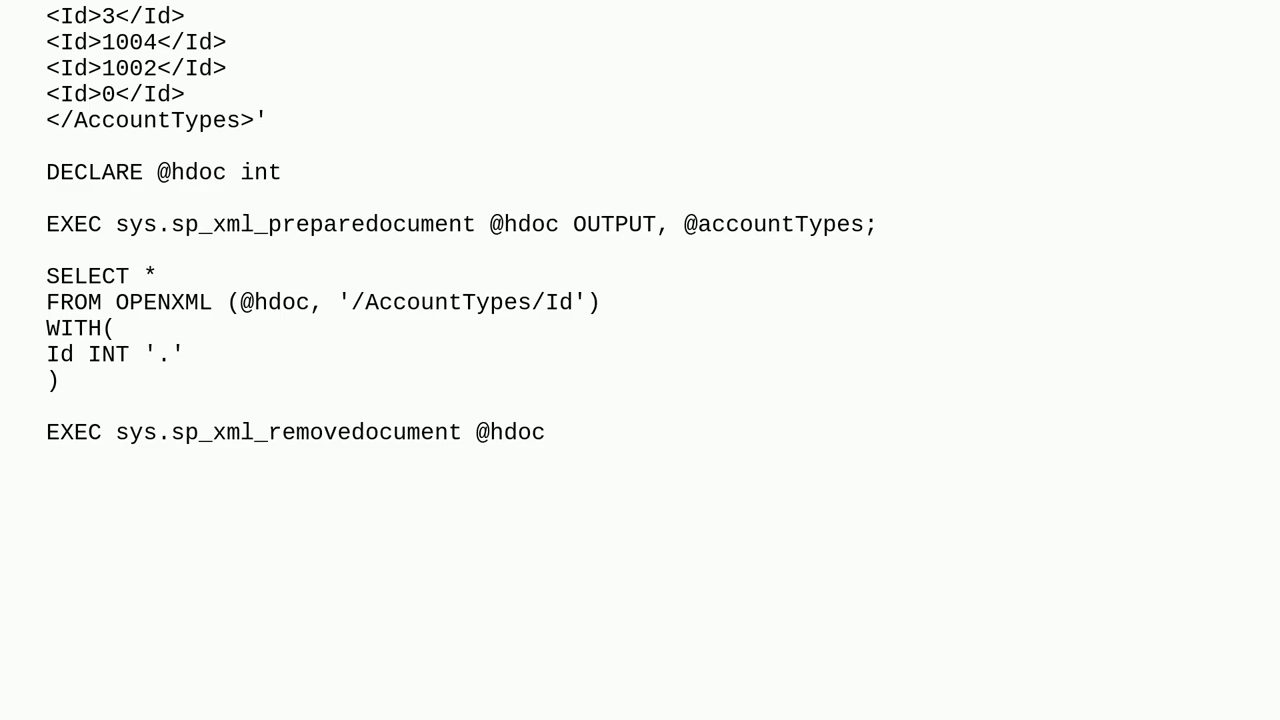 <Id>3</Id>
<Id>1004</Id>
<Id>1002</Id>
<Id>0</Id>
</AccountTypes>'
DECLARE @hdoc int
EXEC sys.sp_xml_preparedocument @hdoc OUTPUT, @accountTypes;
SELECT *
FROM OPENXML (@hdoc, '/AccountTypes/Id')
WITH(
Id INT '.'
)
EXEC sys.sp_xml_removedocument @hdoc